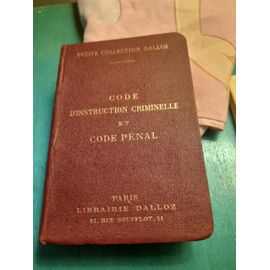 PETITE COLLECTION DALLOZ
CODE
D'INSTRUCTION CRIMINELLE
ET
CODE PÉNAL
PARIS
LIBRAIRIE DALLOZ
11, RUE SOUFFLOT, 11